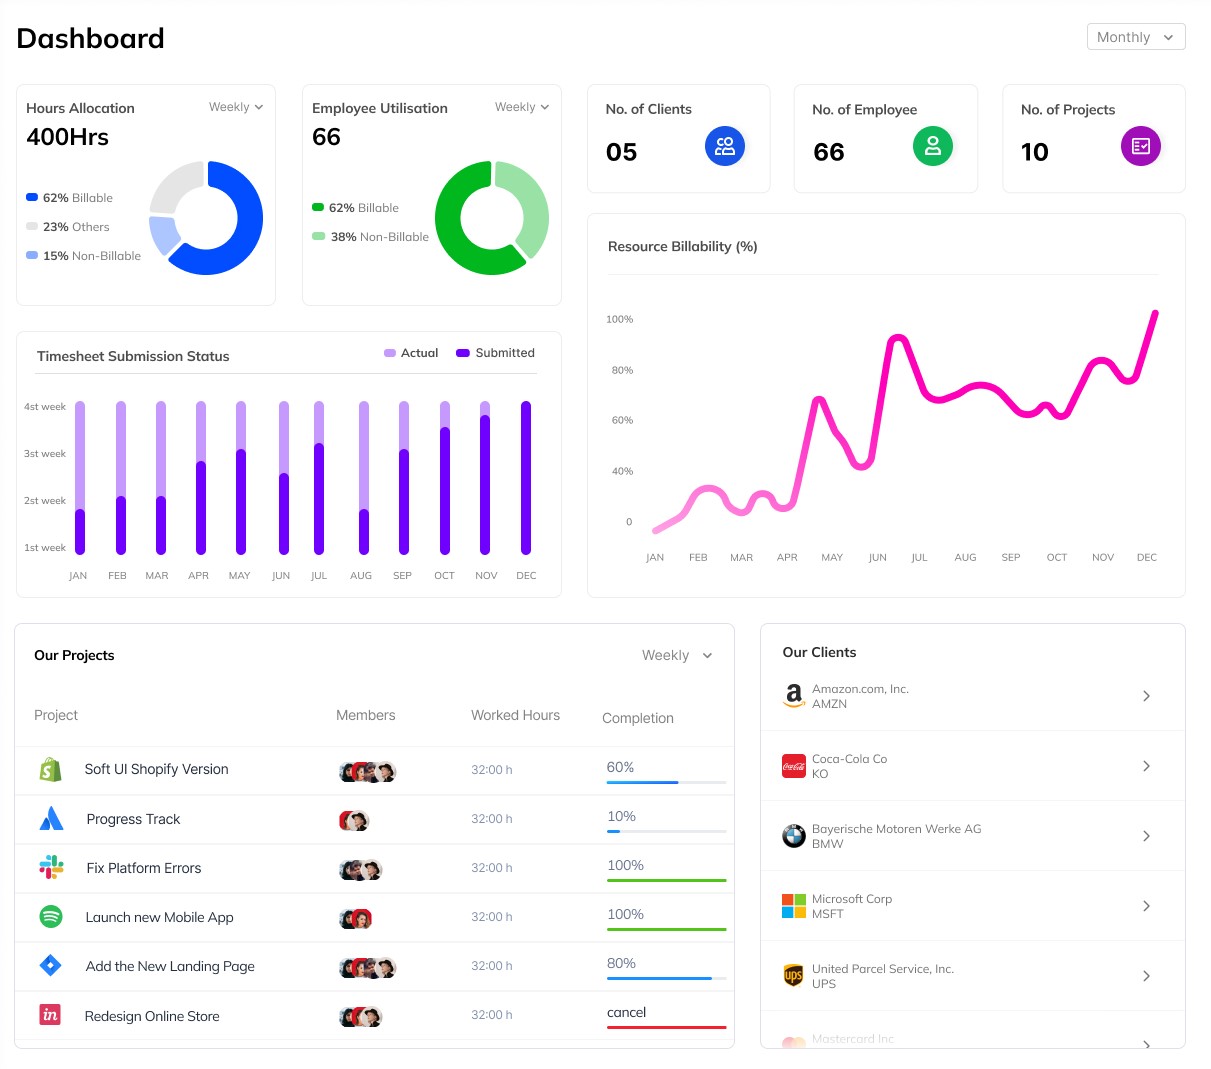 Dashboard
Monthly
Hours Allocation
Weekly
400Hrs
62% Billable
23% Others
15% Non-Billable
Employee Utilisation
Weekly
66
62% Billable
38% Non-Billable
No. of Clients
05
No. of Employee
66
No. of Projects
10
Timesheet Submission Status
Actual
Submitted
4st week
3st week
2st week
1st week
JAN FEB MAR APR MAY JUN JUL AUG SEP OCT NOV DEC
Resource Billability (%)
100%
80%
60%
40%
0
JAN FEB MAR APR MAY JUN JUL AUG SEP OCT NOV DEC
Our Projects
Weekly
Project Members Worked Hours Completion
Soft UI Shopify Version 32:00 h 60%
Progress Track 32:00 h 10%
Fix Platform Errors 32:00 h 100%
Launch new Mobile App 32:00 h 100%
Add the New Landing Page 32:00 h 80%
in Redesign Online Store 32:00 h cancel
Our Clients
a
Amazon.com, Inc.
AMZN
Coca-Cola
Coca-Cola Co
KO
BMW
Bayerische Motoren Werke AG
BMW
Microsoft Corp
MSFT
ups
United Parcel Service, Inc.
UPS
Mastercard Inc